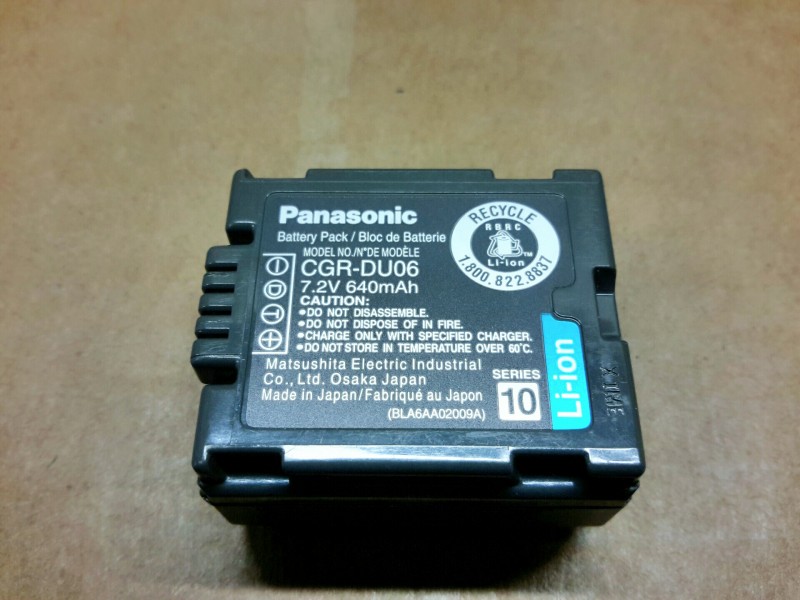 Panasonic
Battery Pack / Bloc de Batterie
MODEL NO./N° DE MODÈLE
CGR-DU06
7.2V 640mAh
CAUTION:
•DO NOT DISASSEMBLE.
•DO NOT DISPOSE OF IN FIRE.
•CHARGE ONLY WITH SPECIFIED CHARGER.
•DO NOT STORE IN TEMPERATURE OVER 60°C.
Matsushita Electric Industrial
Co., Ltd. Osaka Japan
Made in Japan/Fabriqué au Japon
(BLA6AA02009A)
SERIES
10
Li-ion
RECYCLE
RBRC
TM
Li-ion
1.800.822.8837
− D T +